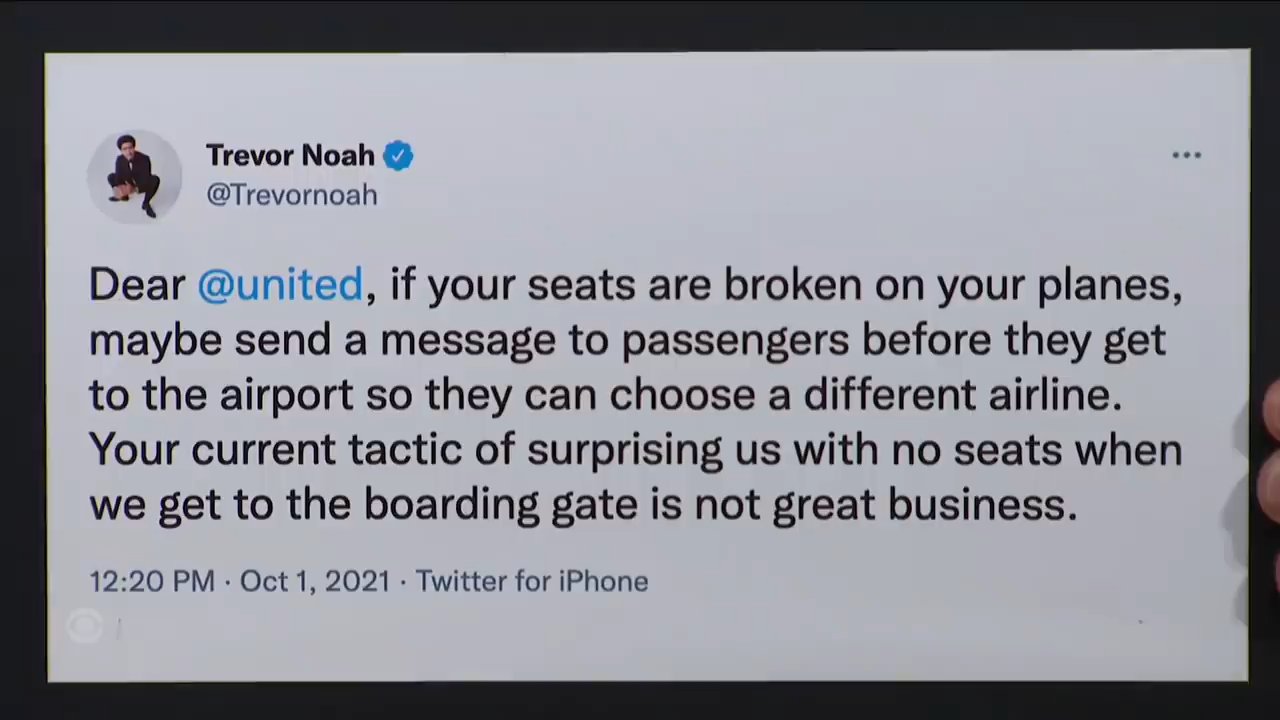 Trevor Noah
@Trevornoah
Dear @united, if your seats are broken on your planes,
maybe send a message to passengers before they get
to the airport so they can choose a different airline.
Your current tactic of surprising us with no seats when
we get to the boarding gate is not great business.
12:20 PM · Oct 1, 2021 · Twitter for iPhone